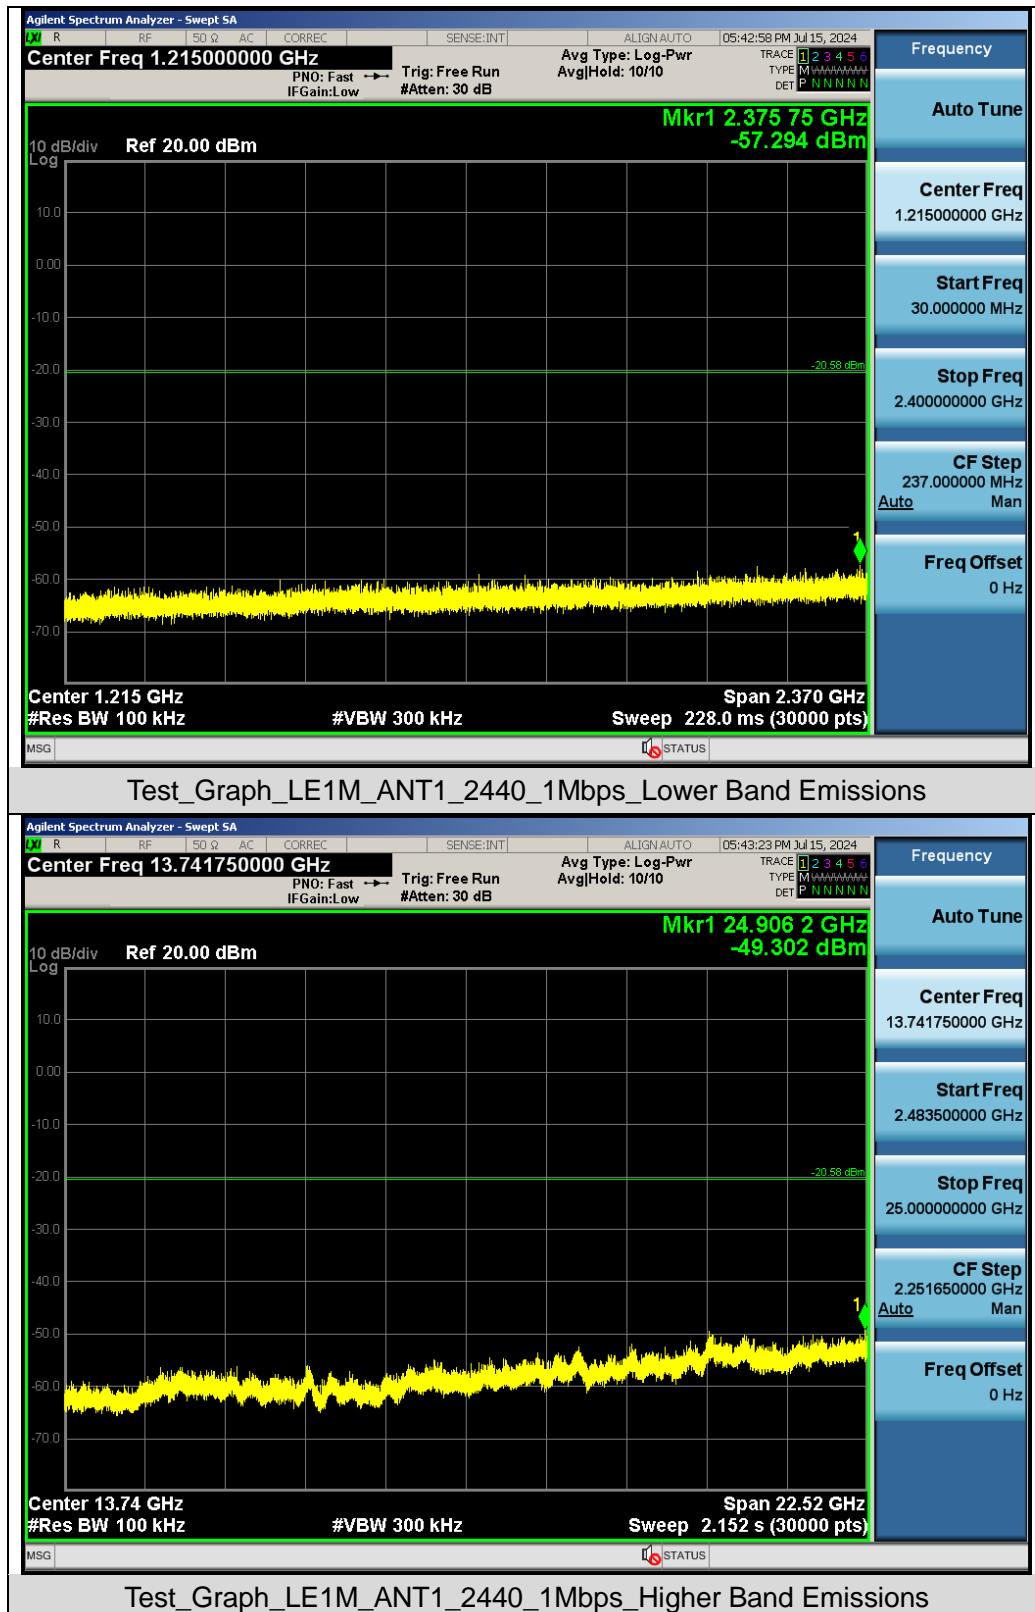 Agilent Spectrum Analyzer - Swept SA
LXI R RF 50 Ω AC CORREC SENSE:INT ALIGN AUTO 05:42:58 PM Jul 15, 2024
Center Freq 1.215000000 GHz
PNO: Fast
IFGain:Low
Trig: Free Run
#Atten: 30 dB
Avg Type: Log-Pwr
Avg|Hold: 10/10
TRACE 1 2 3 4 5 6
TYPE M
DET P N N N N N
Mkr1 2.375 75 GHz
-57.294 dBm
10 dB/div Ref 20.00 dBm
Log
10.0
0.00
-10.0
-20.0
-20.58 dBm
-30.0
-40.0
-50.0
1
-60.0
-70.0
Center 1.215 GHz Span 2.370 GHz
#Res BW 100 kHz #VBW 300 kHz Sweep 228.0 ms (30000 pts)
MSG STATUS
Frequency
Auto Tune
Center Freq
1.215000000 GHz
Start Freq
30.000000 MHz
Stop Freq
2.400000000 GHz
CF Step
237.000000 MHz
Auto Man
Freq Offset
0 Hz
Test_Graph_LE1M_ANT1_2440_1Mbps_Lower Band Emissions
Agilent Spectrum Analyzer - Swept SA
LXI R RF 50 Ω AC CORREC SENSE:INT ALIGN AUTO 05:43:23 PM Jul 15, 2024
Center Freq 13.741750000 GHz
PNO: Fast
IFGain:Low
Trig: Free Run
#Atten: 30 dB
Avg Type: Log-Pwr
Avg|Hold: 10/10
TRACE 1 2 3 4 5 6
TYPE M
DET P N N N N N
Mkr1 24.906 2 GHz
-49.302 dBm
10 dB/div Ref 20.00 dBm
Log
10.0
0.00
-10.0
-20.0
-20.58 dBm
-30.0
-40.0
1
-50.0
-60.0
-70.0
Center 13.74 GHz Span 22.52 GHz
#Res BW 100 kHz #VBW 300 kHz Sweep 2.152 s (30000 pts)
MSG STATUS
Frequency
Auto Tune
Center Freq
13.741750000 GHz
Start Freq
2.483500000 GHz
Stop Freq
25.000000000 GHz
CF Step
2.251650000 GHz
Auto Man
Freq Offset
0 Hz
Test_Graph_LE1M_ANT1_2440_1Mbps_Higher Band Emissions